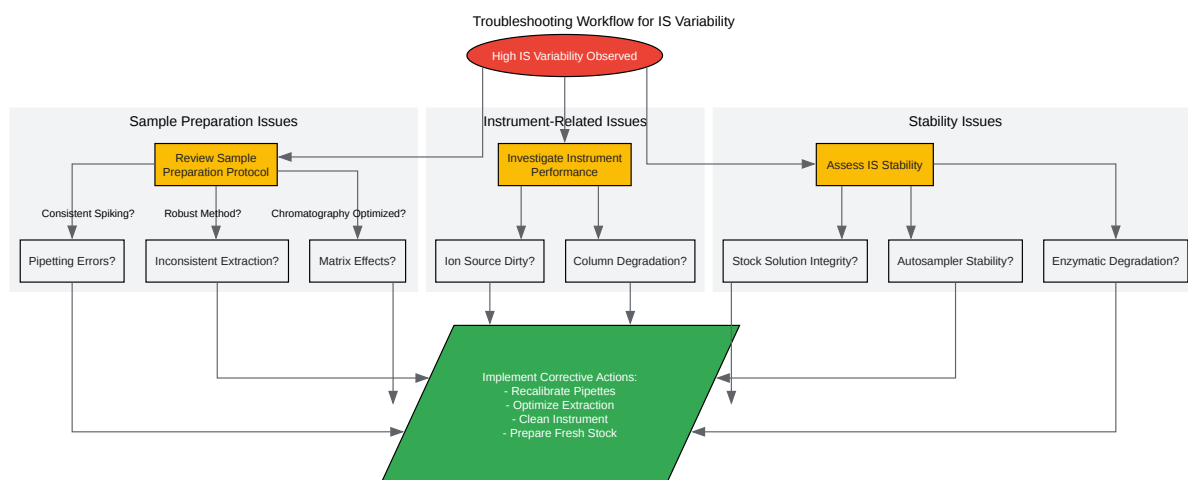 Troubleshooting Workflow for IS Variability
High IS Variability Observed
Sample Preparation Issues
Instrument-Related Issues
Stability Issues
Review Sample
Preparation Protocol
Investigate Instrument
Performance
Assess IS Stability
Consistent Spiking?
Robust Method?
Chromatography Optimized?
Pipetting Errors?
Inconsistent Extraction?
Matrix Effects?
Ion Source Dirty?
Column Degradation?
Stock Solution Integrity?
Autosampler Stability?
Enzymatic Degradation?
Implement Corrective Actions:
- Recalibrate Pipettes
- Optimize Extraction
- Clean Instrument
- Prepare Fresh Stock